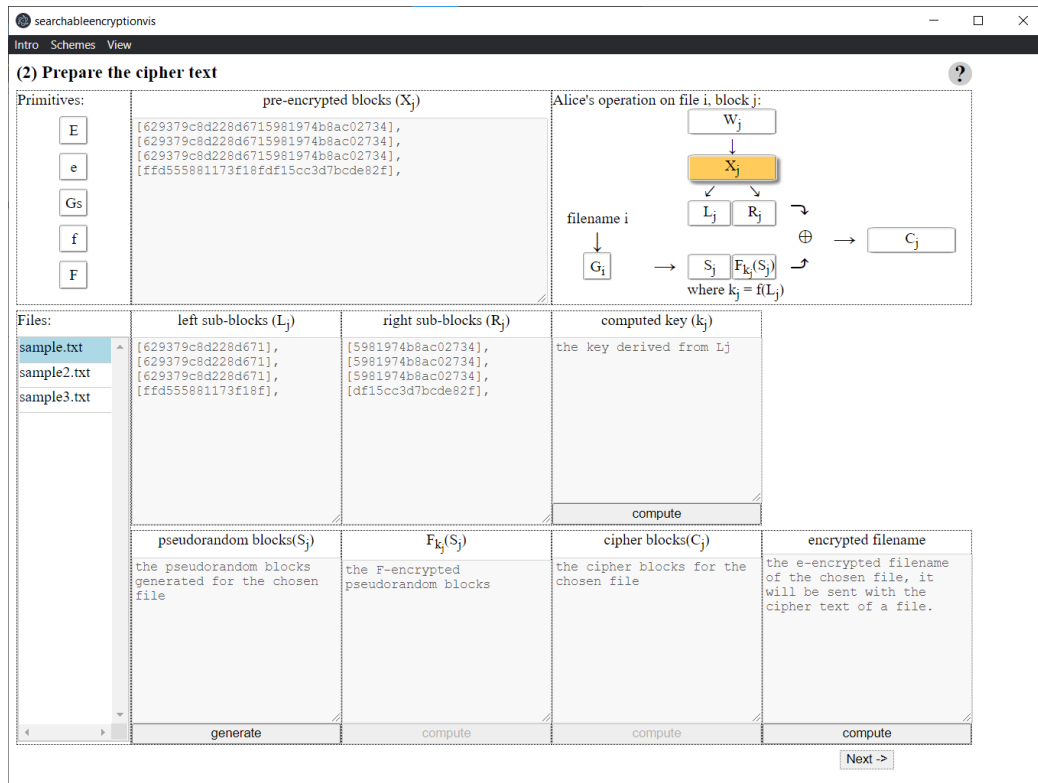 searchableencryptionvis
Intro Schemes View
(2) Prepare the cipher text
?
Primitives:
E
e
Gs
f
F
pre-encrypted blocks (Xj)
[629379c8d228d6715981974b8ac02734],
[629379c8d228d6715981974b8ac02734],
[629379c8d228d6715981974b8ac02734],
[ffd555881173f18fdf15cc3d7bcde82f],
Alice's operation on file i, block j:
Wj
↓
Xj
↙ ↘
Lj Rj
filename i
↓
⊕ → Cj
Gi → Sj Fkj(Sj)
where kj = f(Lj)
Files:
sample.txt
sample2.txt
sample3.txt
left sub-blocks (Lj)
[629379c8d228d671],
[629379c8d228d671],
[629379c8d228d671],
[ffd555881173f18f],
right sub-blocks (Rj)
[5981974b8ac02734],
[5981974b8ac02734],
[5981974b8ac02734],
[df15cc3d7bcde82f],
computed key (kj)
the key derived from Lj
compute
pseudorandom blocks(Sj)
the pseudorandom blocks
generated for the chosen
file
generate
Fkj(Sj)
the F-encrypted
pseudorandom blocks
compute
cipher blocks(Cj)
the cipher blocks for the
chosen file
compute
encrypted filename
the e-encrypted filename
of the chosen file, it
will be sent with the
cipher text of a file.
compute
Next ->